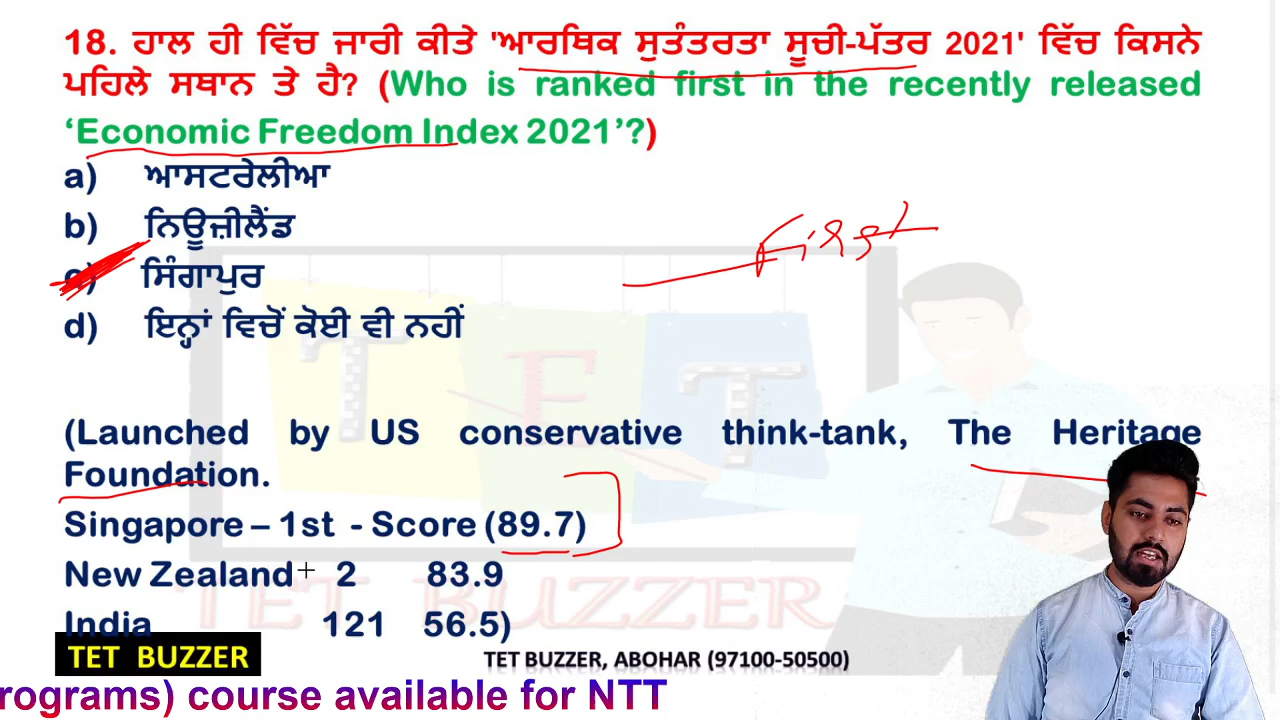 18. ਹਾਲ ਹੀ ਵਿੱਚ ਜਾਰੀ ਕੀਤੇ 'ਆਰਥਿਕ ਸੁਤੰਤਰਤਾ ਸੂਚੀ-ਪੱਤਰ 2021' ਵਿੱਚ ਕਿਸਨੇ
ਪਹਿਲੇ ਸਥਾਨ ਤੇ ਹੈ? (Who is ranked first in the recently released
‘Economic Freedom Index 2021’?)
a) ਆਸਟਰੇਲੀਆ
b) ਨਿਊਜ਼ੀਲੈਂਡ
c) ਸਿੰਗਾਪੁਰ
First
d) ਇਨ੍ਹਾਂ ਵਿਚੋਂ ਕੋਈ ਵੀ ਨਹੀਂ
TET
(Launched by US conservative think-tank, The Heritage
Foundation.
Singapore – 1st - Score (89.7)
New Zealand 2 83.9
India 121 56.5)
TET BUZZER
TET BUZZER
TET BUZZER, ABOHAR (97100-50500)
rograms) course available for NTT